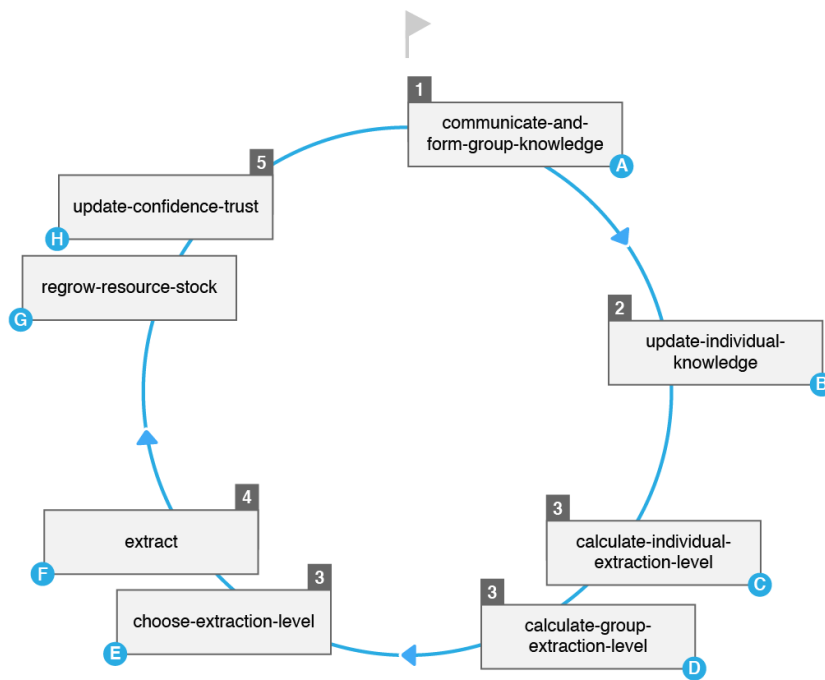 1
communicate-and-
form-group-knowledge
A
2
update-individual-
knowledge
B
3
calculate-individual-
extraction-level
C
3
calculate-group-
extraction-level
D
3
choose-extraction-level
E
4
extract
F
regrow-resource-stock
G
5
update-confidence-trust
H